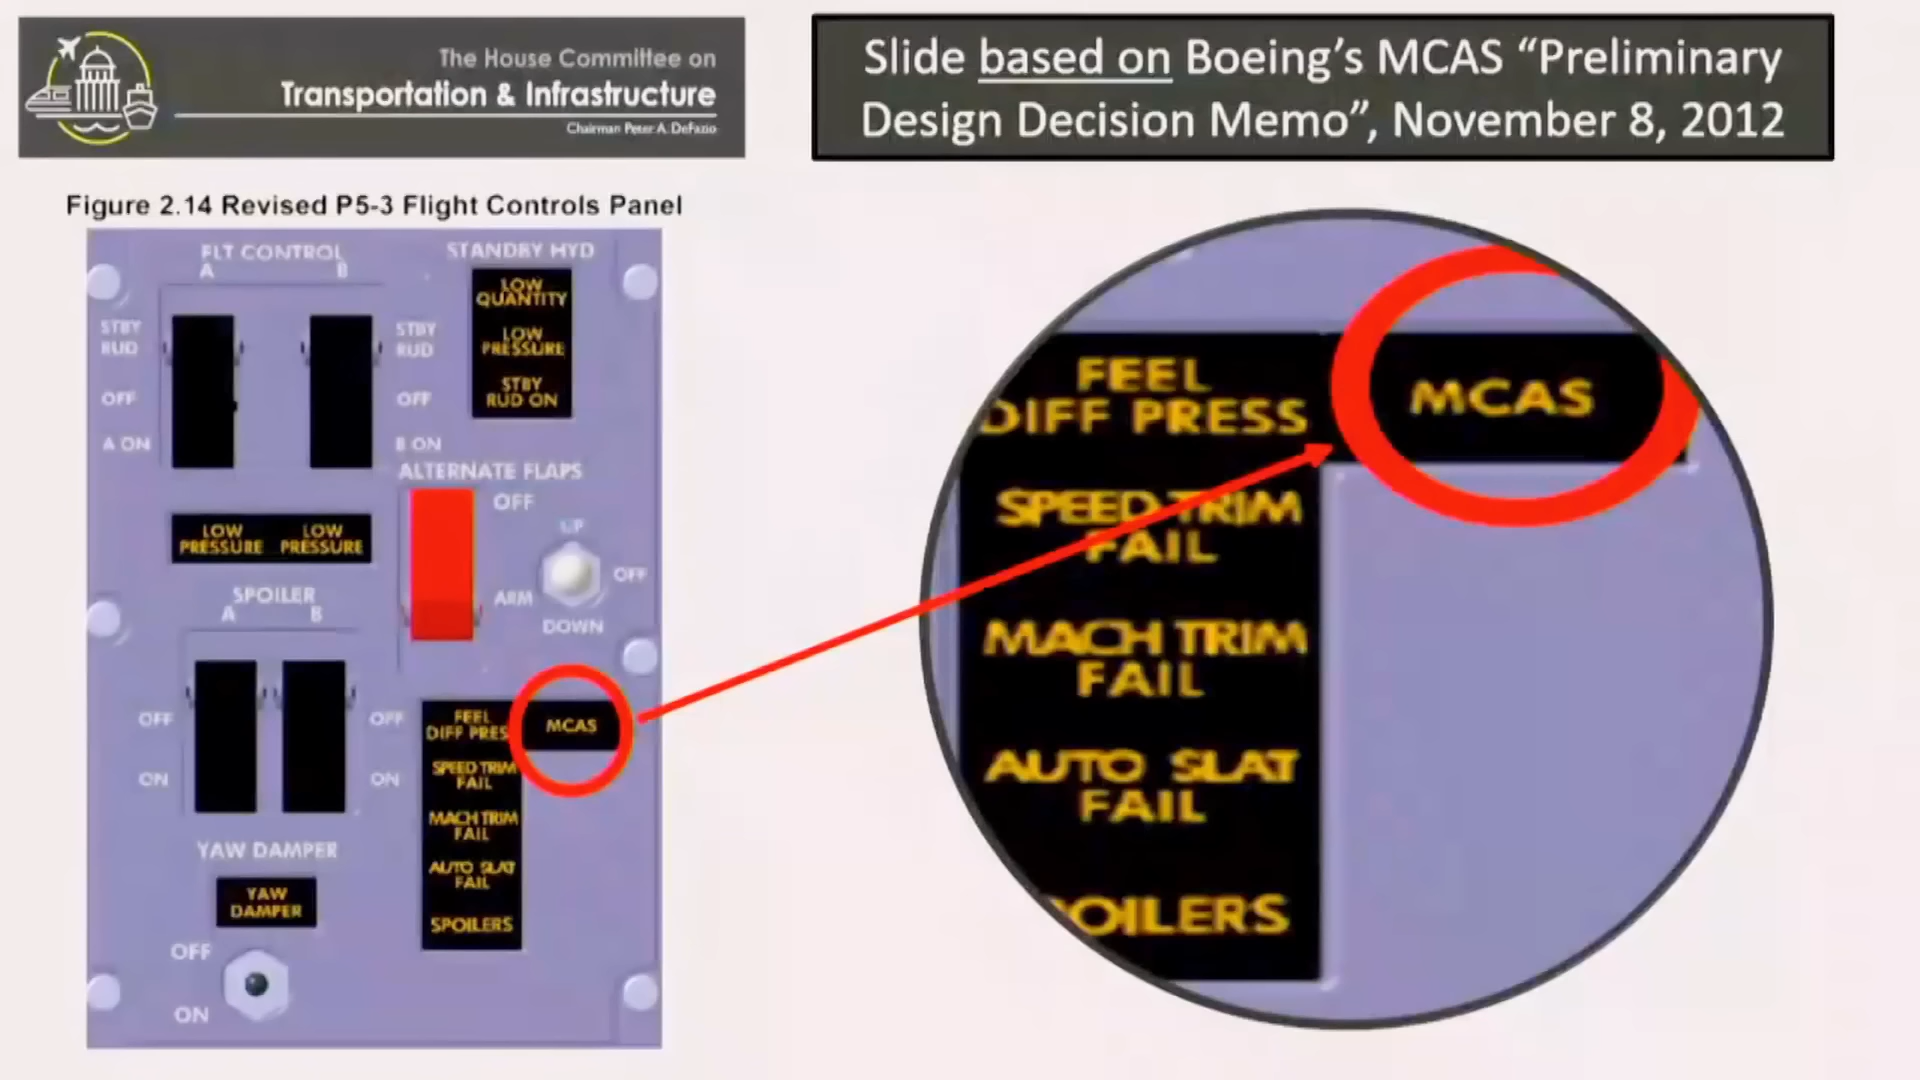 The House Committee on
Transportation & Infrastructure
Chairman Peter A. DeFazio
Slide based on Boeing's MCAS “Preliminary
Design Decision Memo”, November 8, 2012
Figure 2.14 Revised P5-3 Flight Controls Panel
FLT CONTROL
A B
STANDBY HYD
LOW
QUANTITY
LOW
PRESSURE
STBY
RUD ON
STBY
RUD
OFF
A ON
STBY
RUD
OFF
B ON
ALTERNATE FLAPS
OFF
ARM
UP
OFF
DOWN
LOW
PRESSURE
LOW
PRESSURE
SPOILER
A B
OFF
ON
OFF
ON
FEEL
DIFF PRES
MCAS
SPEED TRIM
FAIL
MACH TRIM
FAIL
AUTO SLAT
FAIL
SPOILERS
YAW DAMPER
YAW
DAMPER
OFF
ON
FEEL
DIFF PRESS
MCAS
SPEED TRIM
FAIL
MACH TRIM
FAIL
AUTO SLAT
FAIL
OILERS